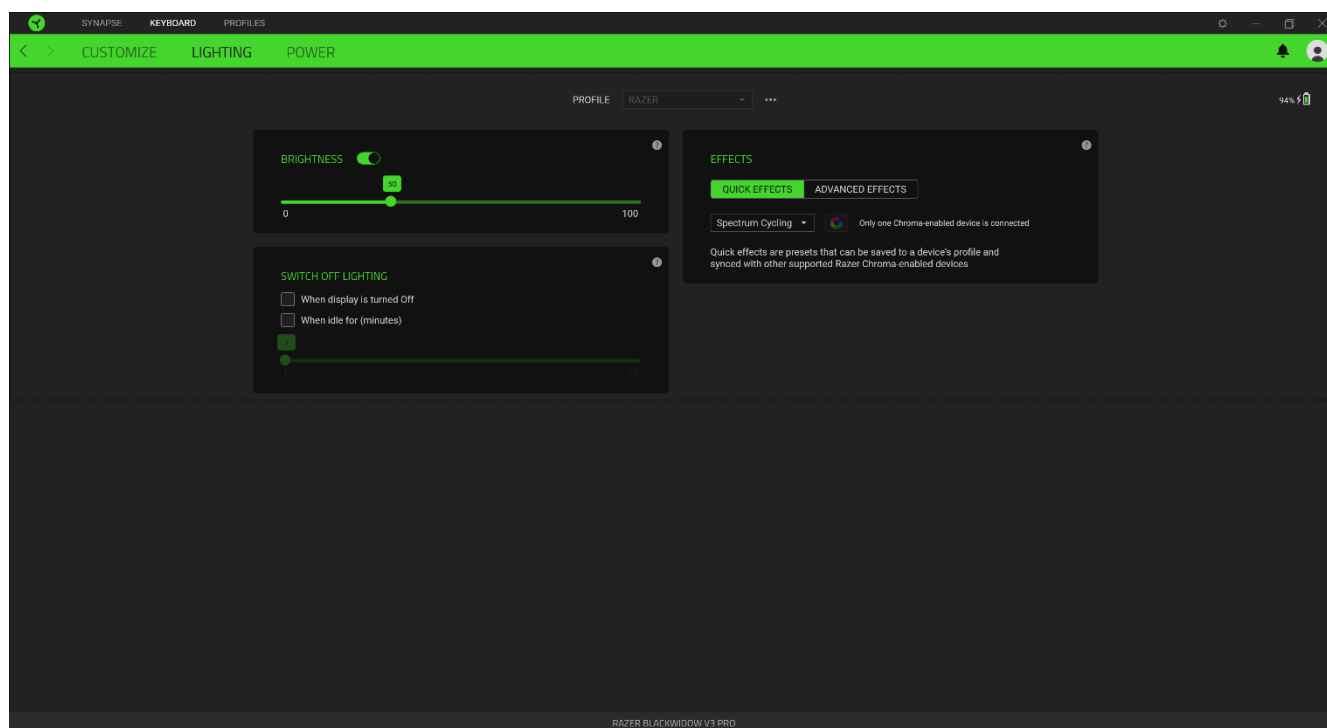 SYNAPSE KEYBOARD PROFILES
CUSTOMIZE LIGHTING POWER
PROFILE RAZER
94%
BRIGHTNESS
30
0 100
SWITCH OFF LIGHTING
When display is turned Off
When idle for (minutes)
1
1
EFFECTS
QUICK EFFECTS ADVANCED EFFECTS
Spectrum Cycling Only one Chroma-enabled device is connected
Quick effects are presets that can be saved to a device's profile and
synced with other supported Razer Chroma-enabled devices
RAZER BLACKWIDOW V3 PRO